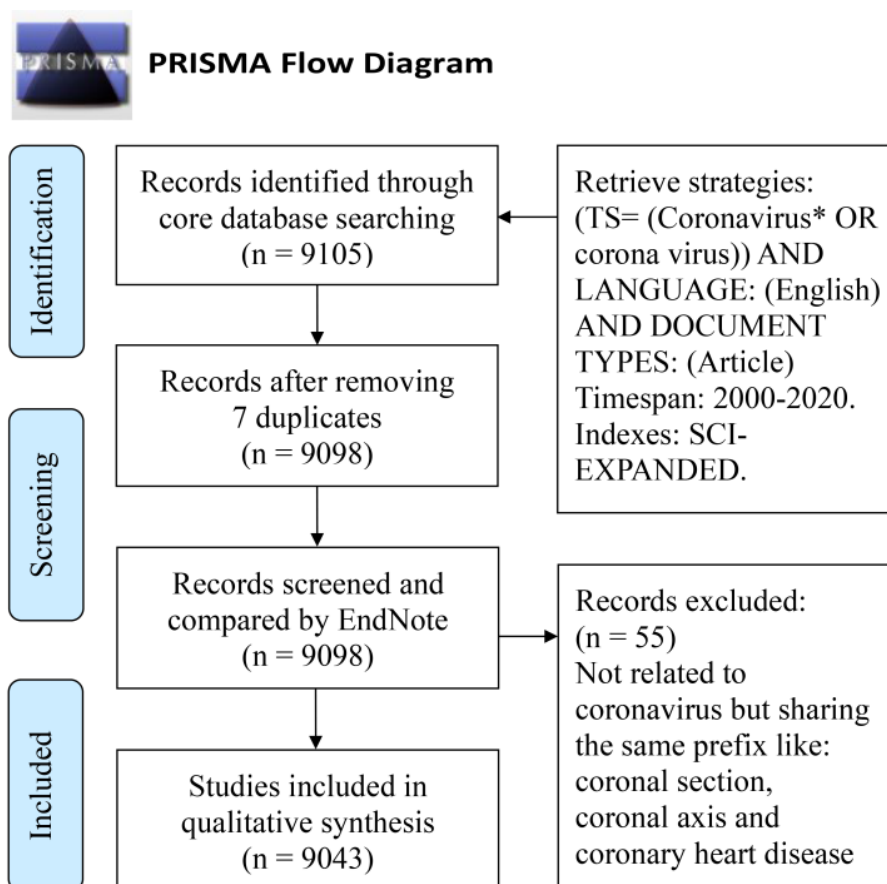 PRISMA
PRISMA Flow Diagram
Identification
Records identified through
core database searching
(n = 9105)
Retrieve strategies:
(TS= (Coronavirus* OR
corona virus)) AND
LANGUAGE: (English)
AND DOCUMENT
TYPES: (Article)
Timespan: 2000-2020.
Indexes: SCI-
EXPANDED.
Records after removing
7 duplicates
(n = 9098)
Screening
Records screened and
compared by EndNote
(n = 9098)
Records excluded:
(n = 55)
Not related to
coronavirus but sharing
the same prefix like:
coronal section,
coronal axis and
coronary heart disease
Included
Studies included in
qualitative synthesis
(n = 9043)